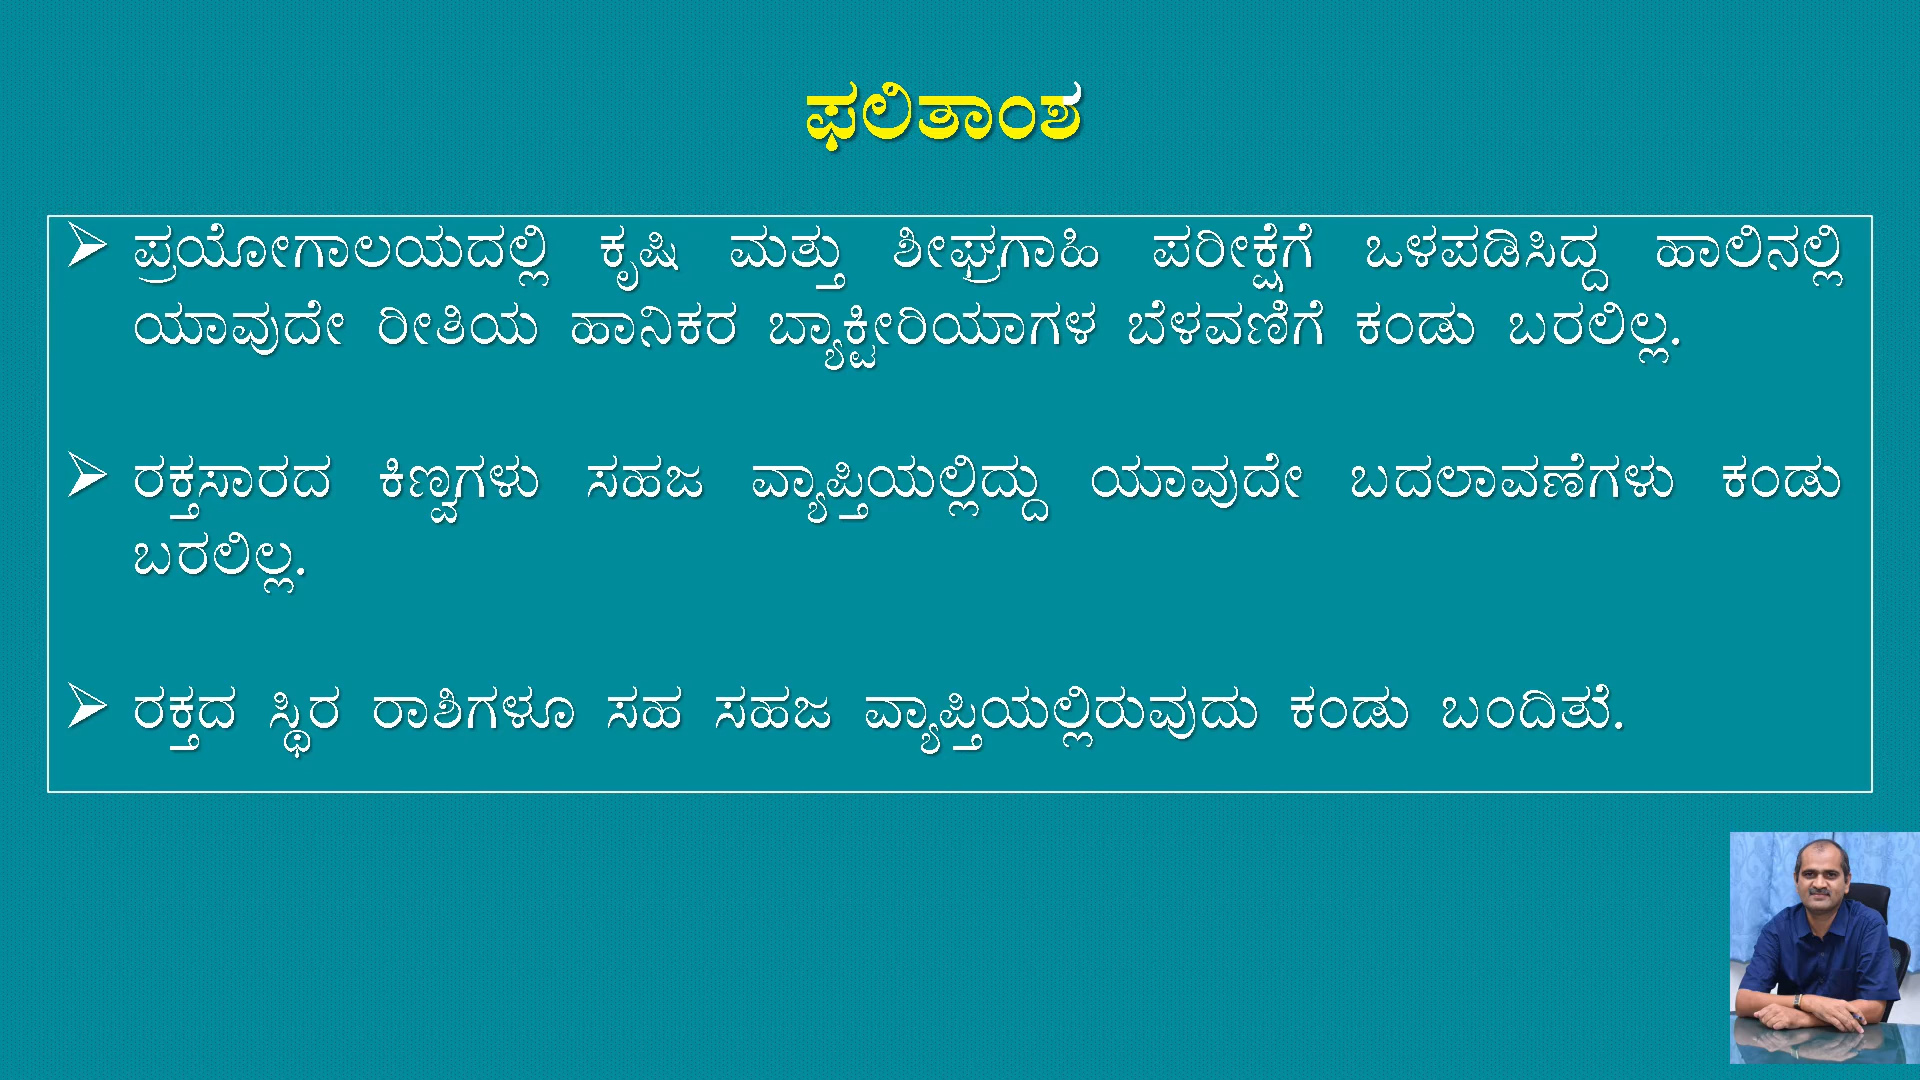 ಫಲಿತಾಂಶ
ಪ್ರಯೋಗಾಲಯದಲ್ಲಿ ಕೃಷಿ ಮತ್ತು ಶೀಘ್ರಗಾಹಿ ಪರೀಕ್ಷೆಗೆ ಒಳಪಡಿಸಿದ್ದ ಹಾಲಿನಲ್ಲಿ
ಯಾವುದೇ ರೀತಿಯ ಹಾನಿಕರ ಬ್ಯಾಕ್ಟೀರಿಯಾಗಳ ಬೆಳವಣಿಗೆ ಕಂಡು ಬರಲಿಲ್ಲ.
ರಕ್ತಸಾರದ ಕಿಣ್ವಗಳು ಸಹಜ ವ್ಯಾಪ್ತಿಯಲ್ಲಿದ್ದು ಯಾವುದೇ ಬದಲಾವಣೆಗಳು ಕಂಡು
ಬರಲಿಲ್ಲ.
ರಕ್ತದ ಸ್ಥಿರ ರಾಶಿಗಳೂ ಸಹ ಸಹಜ ವ್ಯಾಪ್ತಿಯಲ್ಲಿರುವುದು ಕಂಡು ಬಂದಿತು.